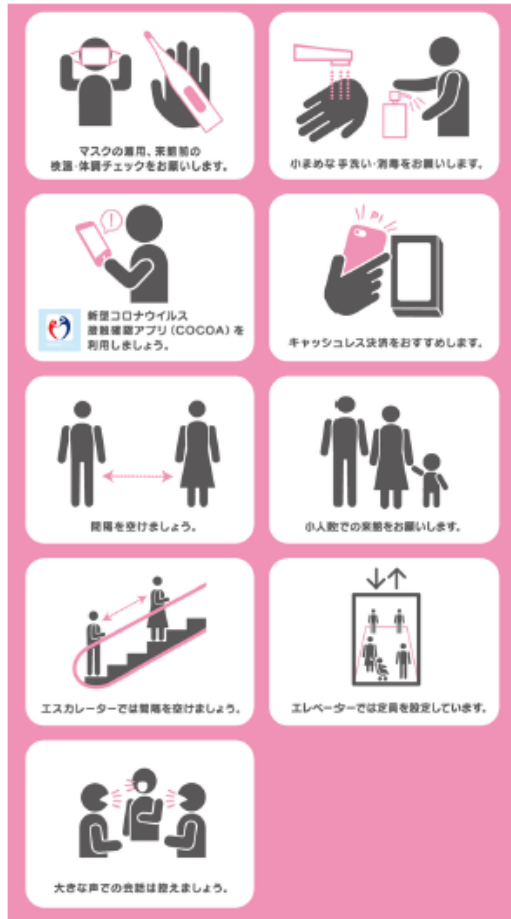 マスクの着用、来館前の
検温・体調チェックをお願いします。
小まめな手洗い・消毒をお願いします。
新型コロナウイルス
接触確認アプリ(COCOA)を
利用しましょう。
PI
キャッシュレス決済をおすすめします。
間隔を空けましょう。
小人数での来館をお願いします。
エスカレーターでは間隔を空けましょう。
エレベーターでは定員を設定しています。
大きな声での会話は控えましょう。